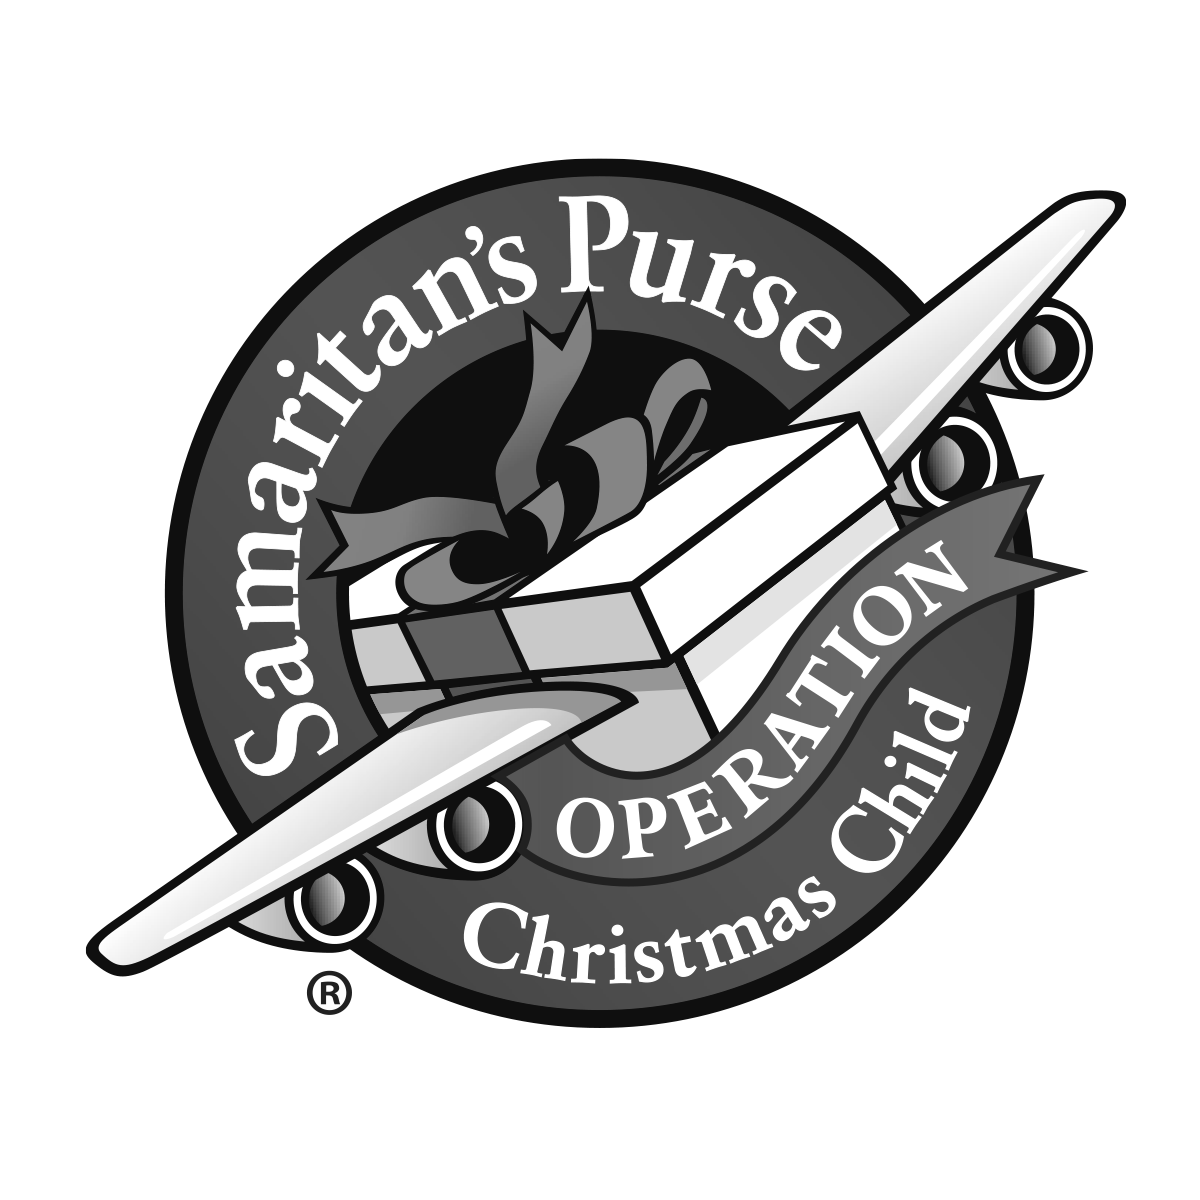 Samaritan's Purse
OPERATION
Christmas Child
®